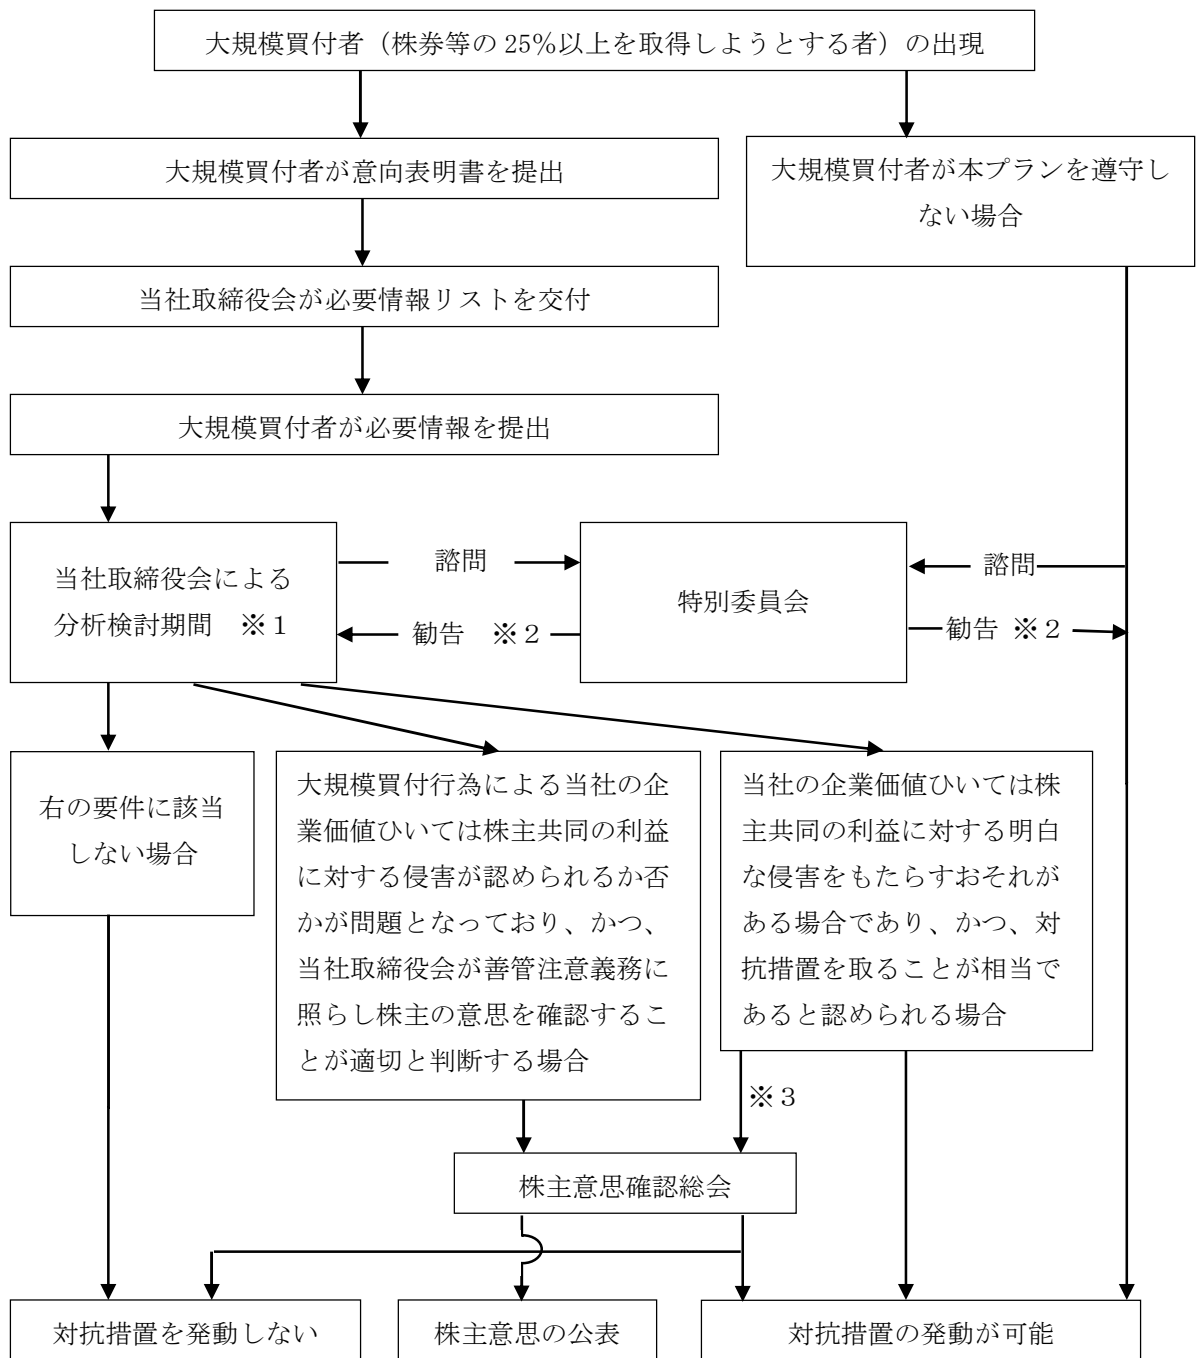 大規模買付者（株券等の 25％以上を取得しようとする者）の出現
大規模買付者が意向表明書を提出
大規模買付者が本プランを遵守し
ない場合
当社取締役会が必要情報リストを交付
大規模買付者が必要情報を提出
当社取締役会による
分析検討期間　※１
諮問
勧告　※２
特別委員会
諮問
勧告 ※２
右の要件に該当
しない場合
大規模買付行為による当社の企
業価値ひいては株主共同の利益
に対する侵害が認められるか否
かが問題となっており、かつ、
当社取締役会が善管注意義務に
照らし株主の意思を確認するこ
とが適切と判断する場合
当社の企業価値ひいては株
主共同の利益に対する明白
な侵害をもたらすおそれが
ある場合であり、かつ、対
抗措置を取ることが相当で
あると認められる場合
※３
株主意思確認総会
対抗措置を発動しない
株主意思の公表
対抗措置の発動が可能